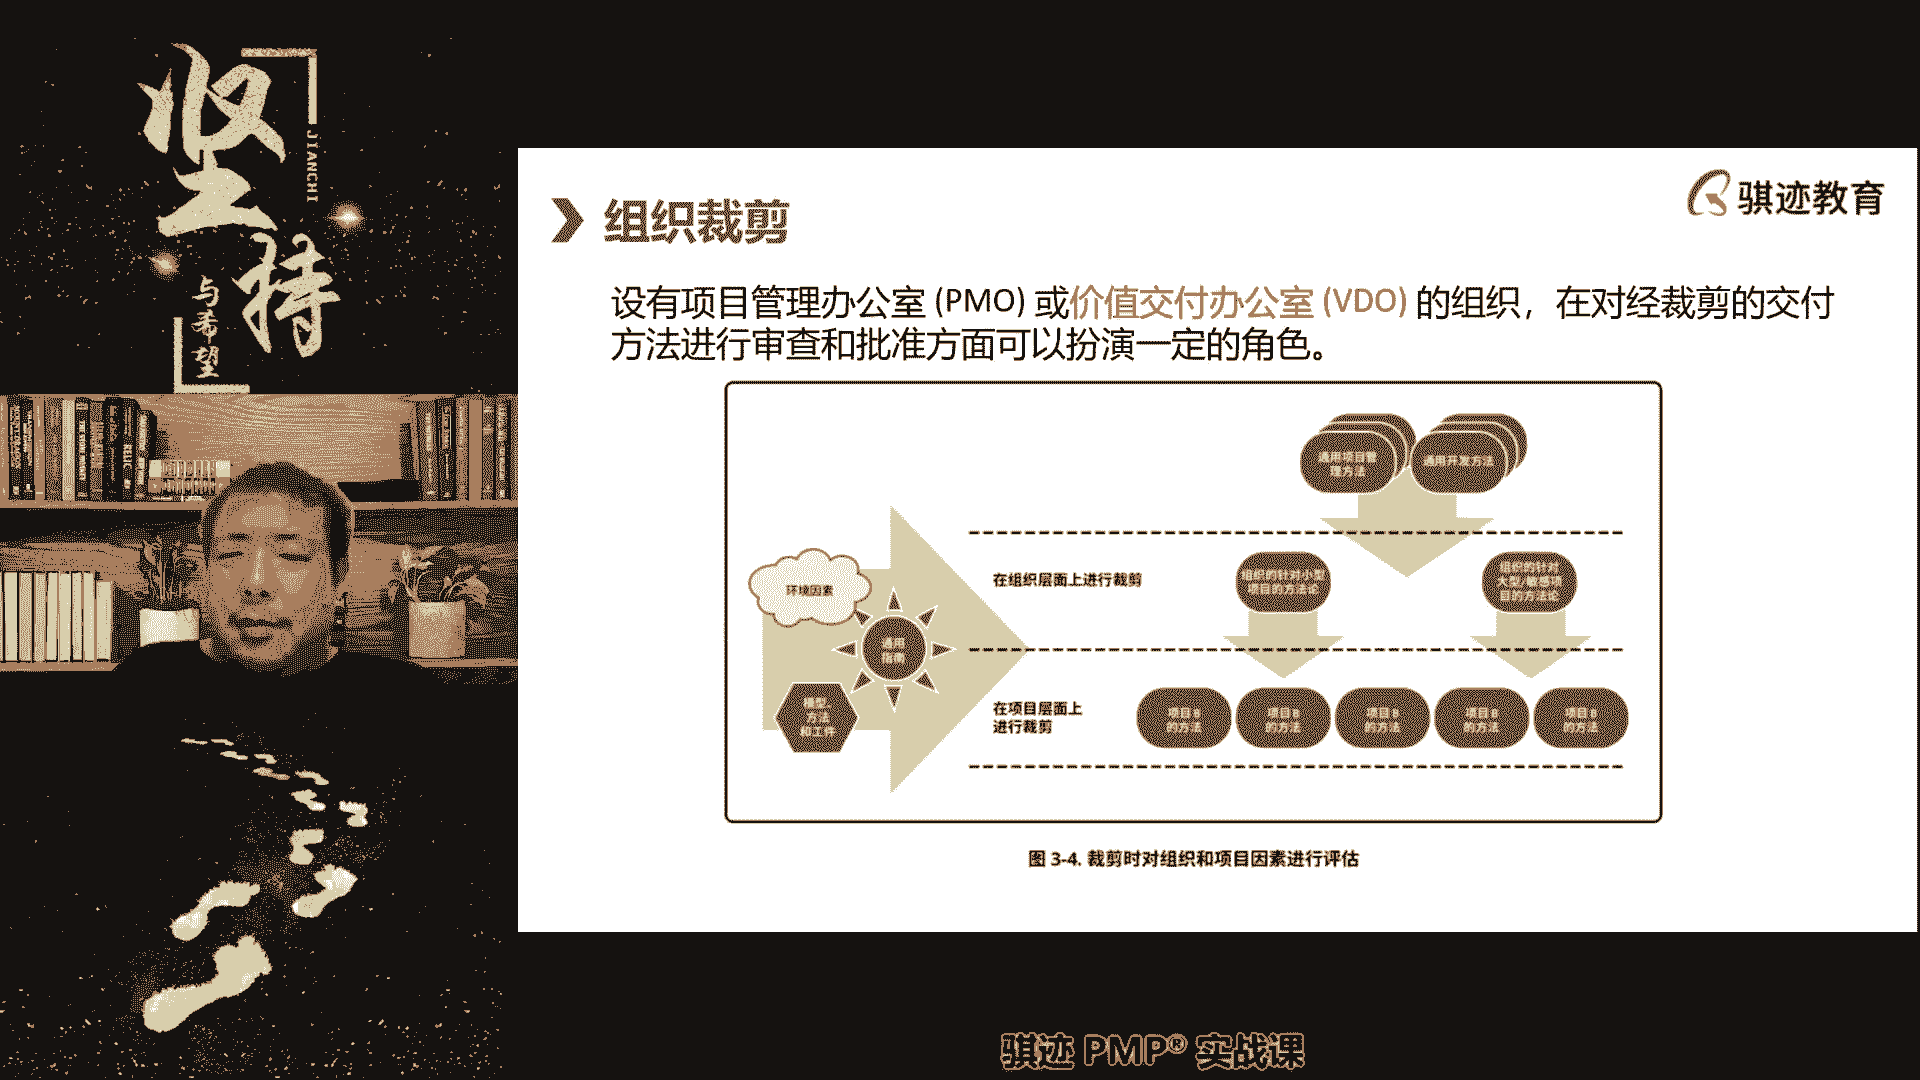 坚持
JIANCHI
与希望
骐迹教育
组织裁剪
设有项目管理办公室 (PMO) 或价值交付办公室 (VDO) 的组织，在对经裁剪的交付
方法进行审查和批准方面可以扮演一定的角色。
通用项目管
理方法
通用开发方法
环境因素
通用
指南
模型、
方法
和工件
在组织层面上进行裁剪
组织的针对小型
项目的方法论
组织的针对
大型/敏感项
目的方法论
在项目层面上
进行裁剪
项目 B
的方法
项目 B
的方法
项目 B
的方法
项目 B
的方法
项目 B
的方法
图 3-4. 裁剪时对组织和项目因素进行评估
骐迹 PMP® 实战课